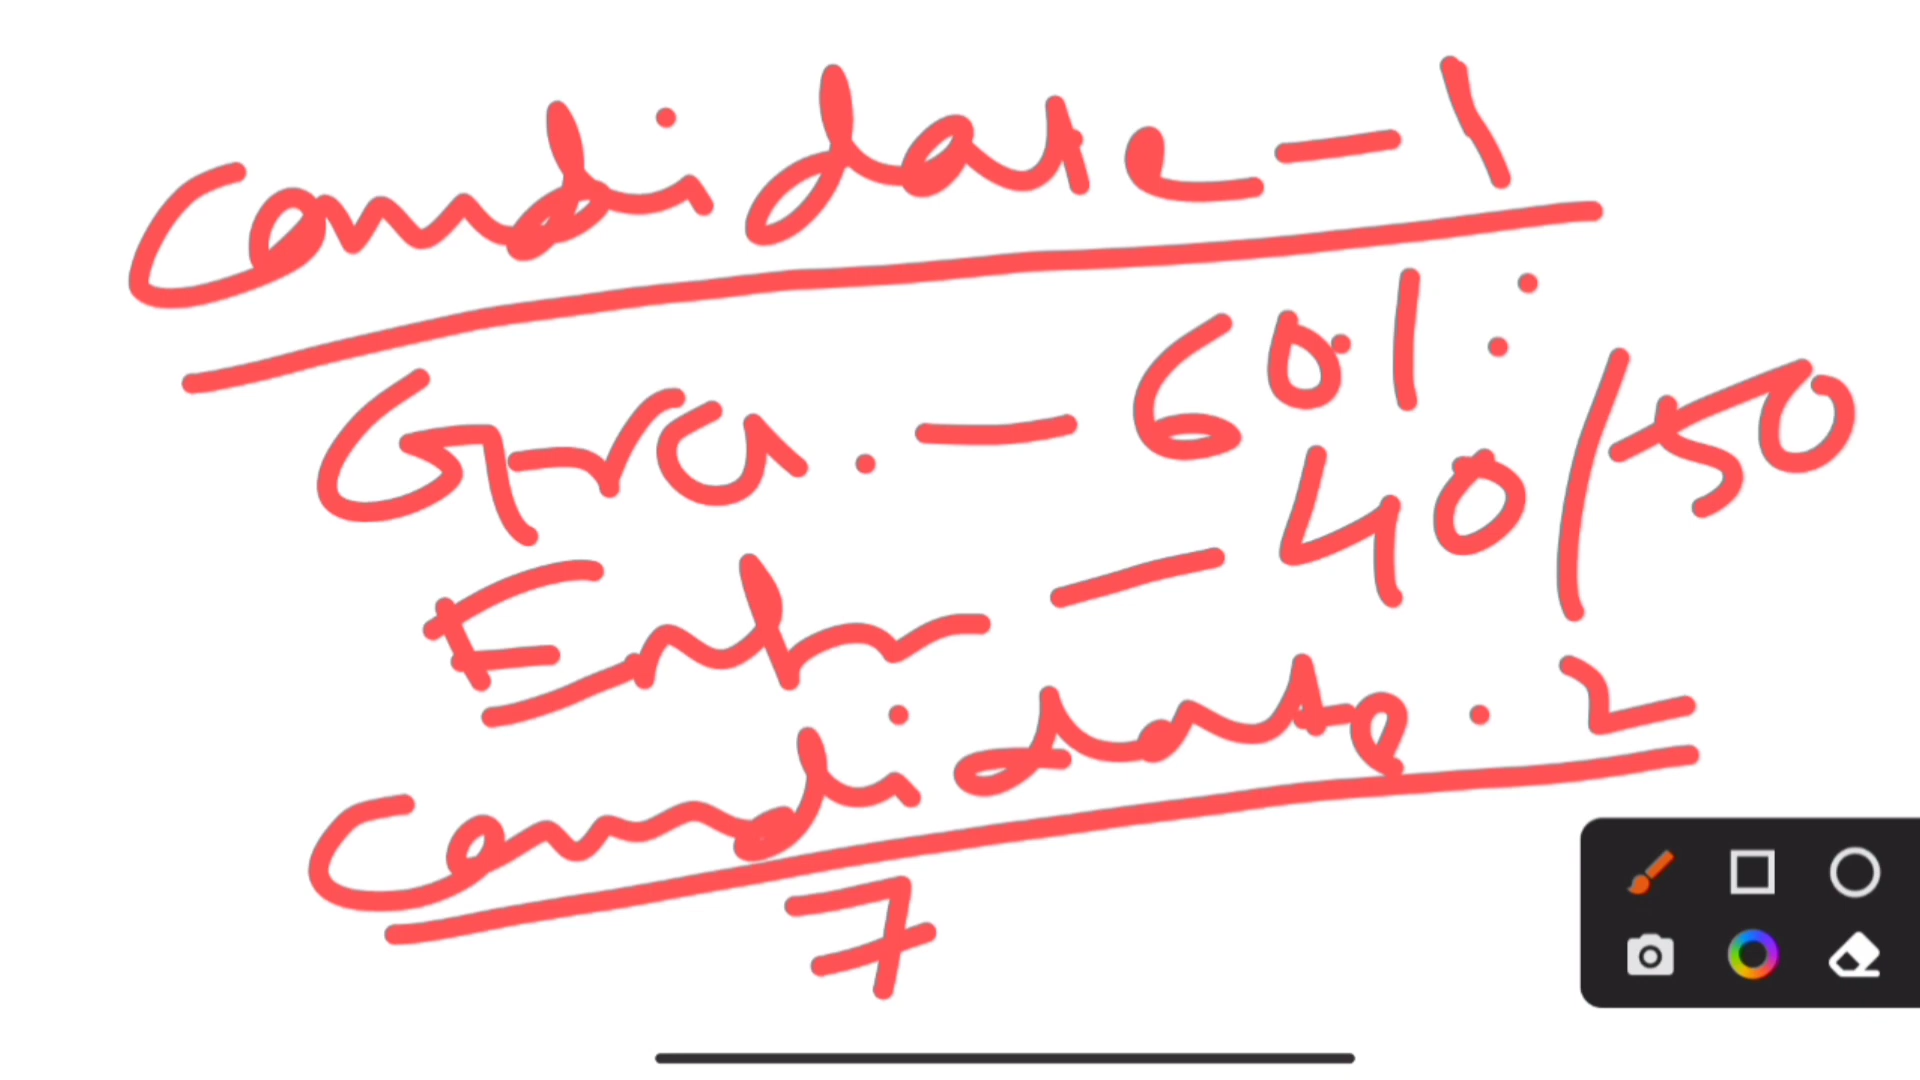 Candidate-1
Gra. - 60%
Entr - 40/50
Candidate. 2
7